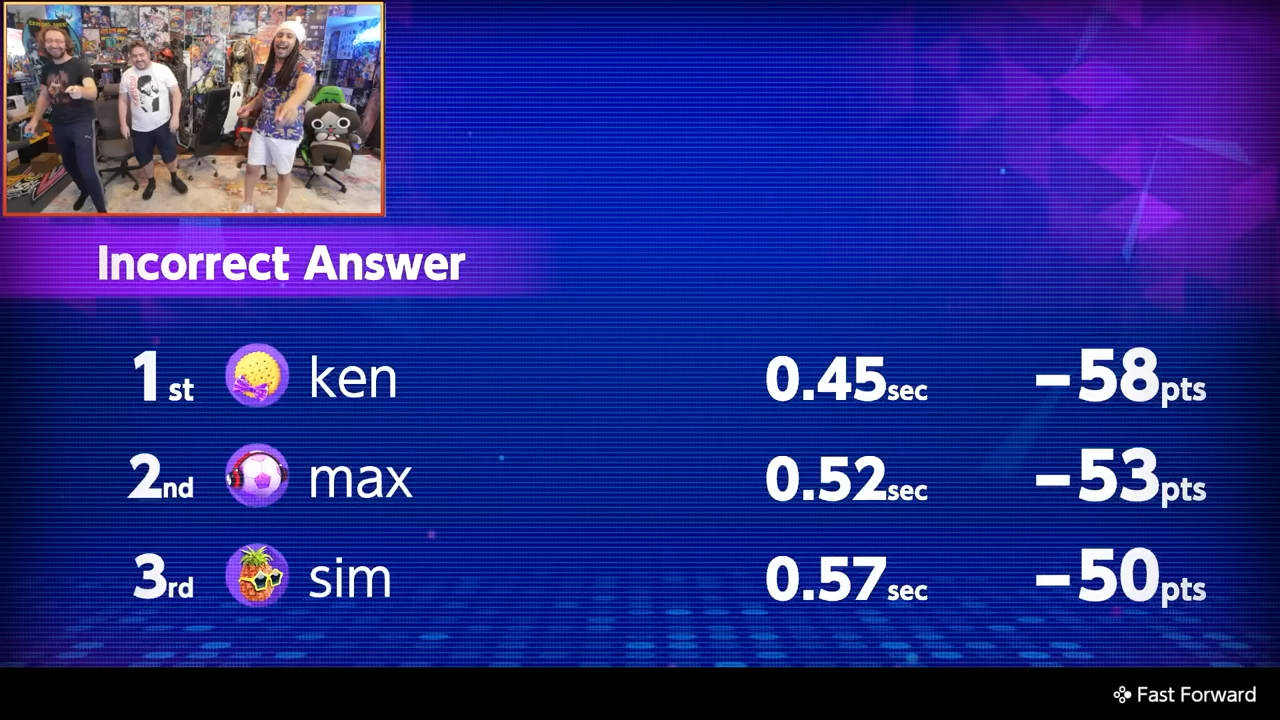 Incorrect Answer
1st ken 0.45sec -58pts
2nd max 0.52sec -53pts
3rd sim 0.57sec -50pts
Fast Forward